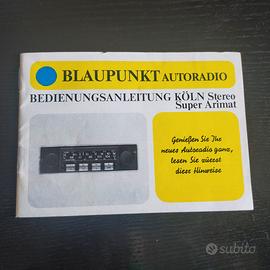 BLAUPUNKT AUTORADIO
BEDIENUNGSANLEITUNG KÖLN Stereo
Super Arimat
Genießen Sie Ihr
neues Autoradio ganz,
lesen Sie zuerst
diese Hinweise
subito